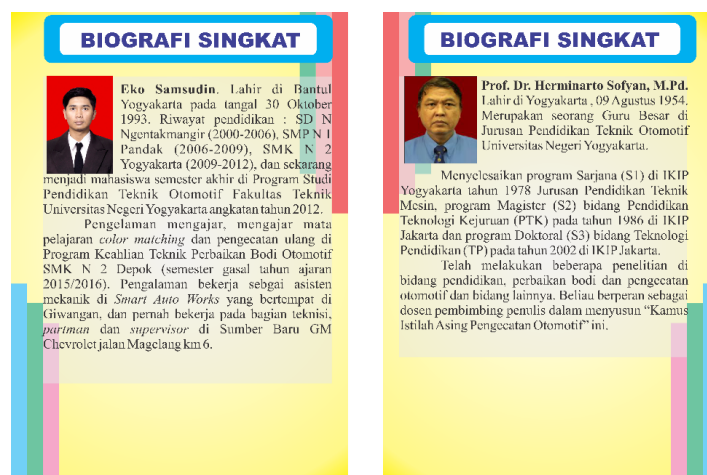 BIOGRAFI SINGKAT
Eko Samsudin. Lahir di Bantul
Yogyakarta pada tangal 30 Oktober
1993. Riwayat pendidikan : SD N
Ngentakmangir (2000-2006), SMP N 1
Pandak (2006-2009), SMK N 2
Yogyakarta (2009-2012), dan sekarang
menjadi mahasiswa semester akhir di Program Studi
Pendidikan Teknik Otomotif Fakultas Teknik
Universitas Negeri Yogyakarta angkatan tahun 2012.
Pengelaman mengajar, mengajar mata
pelajaran color matching dan pengecatan ulang di
Program Keahlian Teknik Perbaikan Bodi Otomotif
SMK N 2 Depok (semester gasal tahun ajaran
2015/2016). Pengalaman bekerja sebgai asisten
mekanik di Smart Auto Works yang bertempat di
Giwangan, dan pernah bekerja pada bagian teknisi,
partman dan supervisor di Sumber Baru GM
Chevrolet jalan Magelang km 6.
BIOGRAFI SINGKAT
Prof. Dr. Herminarto Sofyan, M.Pd.
Lahir di Yogyakarta , 09 Agustus 1954.
Merupakan seorang Guru Besar di
Jurusan Pendidikan Teknik Otomotif
Universitas Negeri Yogyakarta.
Menyelesaikan program Sarjana (S1) di IKIP
Yogyakarta tahun 1978 Jurusan Pendidikan Teknik
Mesin, program Magister (S2) bidang Pendidikan
Teknologi Kejuruan (PTK) pada tahun 1986 di IKIP
Jakarta dan program Doktoral (S3) bidang Teknologi
Pendidikan (TP) pada tahun 2002 di IKIP Jakarta.
Telah melakukan beberapa penelitian di
bidang pendidikan, perbaikan bodi dan pengecatan
otomotif dan bidang lainnya. Beliau berperan sebagai
dosen pembimbing penulis dalam menyusun “Kamus
Istilah Asing Pengecatan Otomotif” ini.